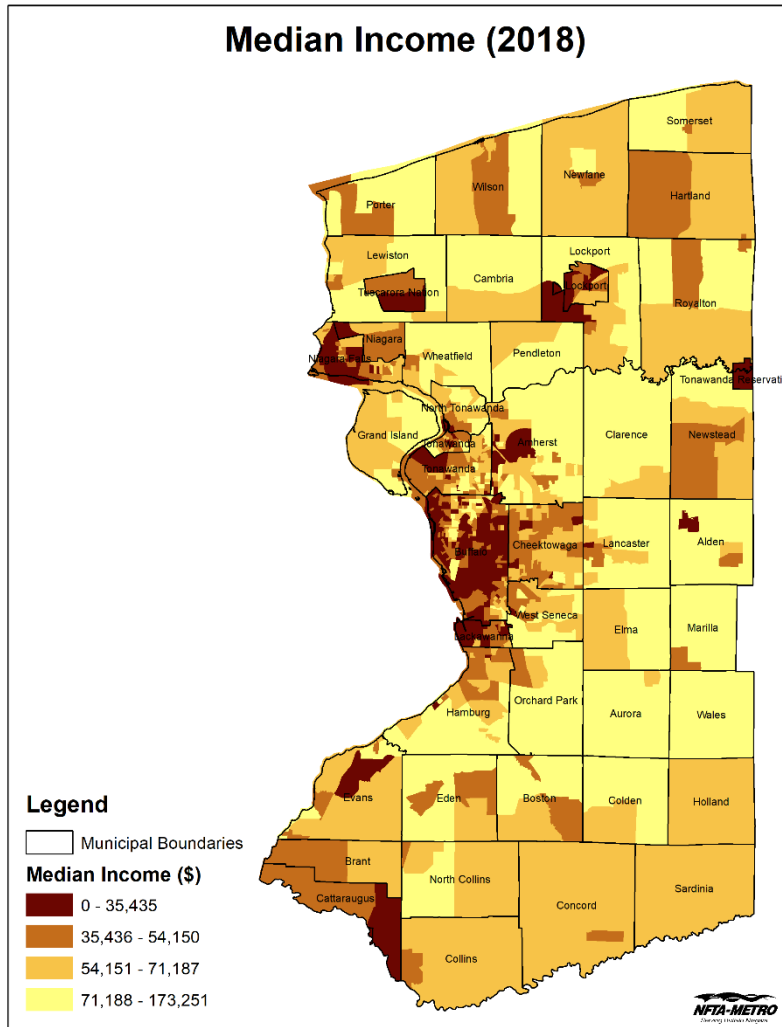 Median Income (2018)
Somerset
Newfane
Wilson
Hartland
Porter
Lewiston
Lockport
Cambria
Tuscarora Nation
Lockport
Royalton
Niagara
Niagara Falls
Wheatfield
Pendleton
Tonawanda Reservati
North Tonawanda
Grand Island
Tonawanda
Amherst
Clarence
Newstead
Tonawanda
Buffalo
Cheektowaga
Lancaster
Alden
West Seneca
Elma
Marilla
Lackawanna
Orchard Park
Hamburg
Aurora
Wales
Evans
Eden
Boston
Colden
Holland
Brant
Cattaraugus
North Collins
Concord
Sardinia
Collins
Legend
Municipal Boundaries
Median Income ($)
0 - 35,435
35,436 - 54,150
54,151 - 71,187
71,188 - 173,251
NFTA-METRO